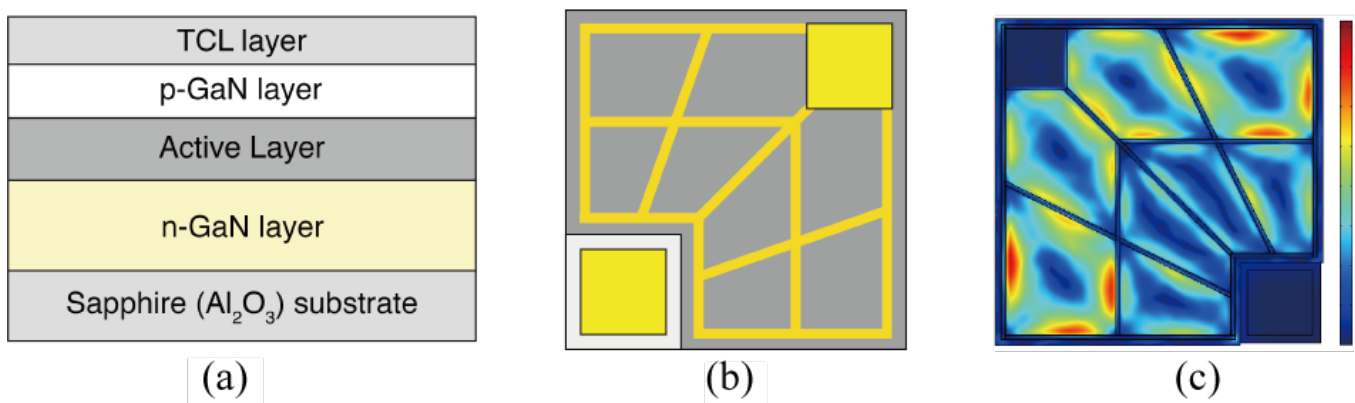 TCL layer
p-GaN layer
Active Layer
n-GaN layer
Sapphire (Al₂O₃) substrate
(a)
(b)
(c)